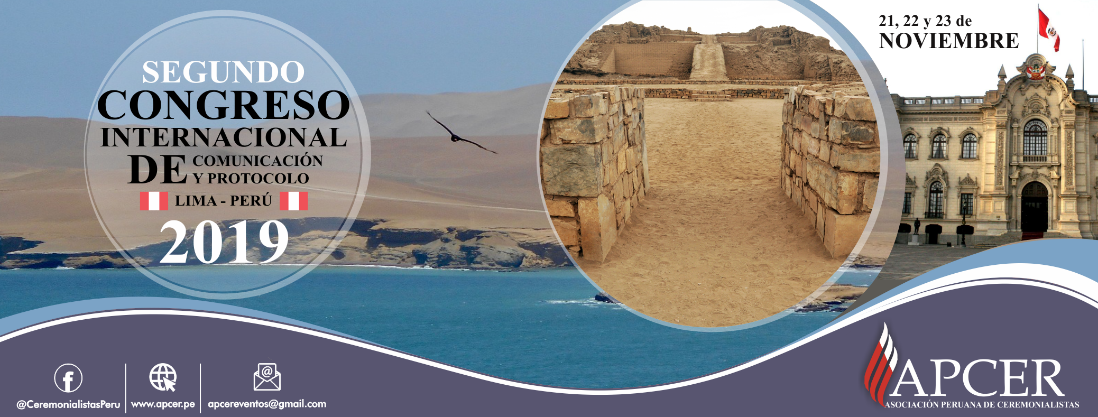 SEGUNDO
CONGRESO
INTERNACIONAL
DE COMUNICACIÓN
Y PROTOCOLO
LIMA - PERÚ
2019
21, 22 y 23 de
NOVIEMBRE
@CeremonialistasPeru
www.apcer.pe
apcereventos@gmail.com
APCER
ASOCIACIÓN PERUANA DE CEREMONIALISTAS